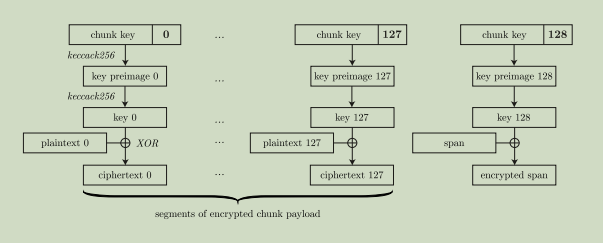 chunk key 0 ... chunk key 127 chunk key 128
keccack256
key preimage 0 ... key preimage 127 key preimage 128
keccack256
key 0 ... key 127 key 128
plaintext 0 XOR ... plaintext 127 span
ciphertext 0 ... ciphertext 127 encrypted span
segments of encrypted chunk payload